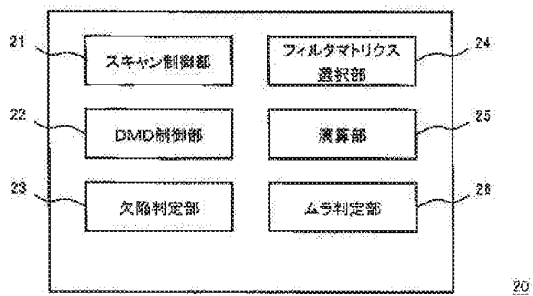 21
スキャン制御部
フィルタマトリクス
選択部
24
22
DMD制御部
演算部
25
23
欠陥判定部
ムラ判定部
26
20